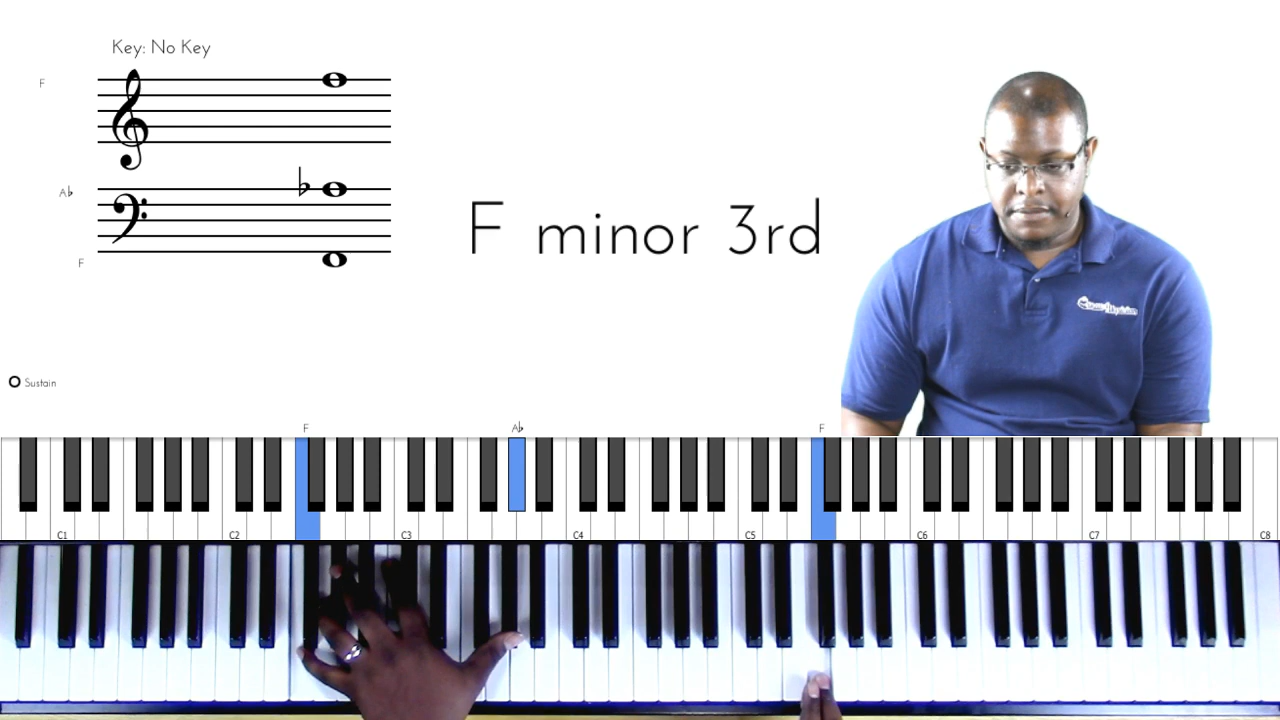 Key: No Key
F
A♭
F
F minor 3rd
Sustain
F
A♭
F
C1
C2
C3
C4
C5
C6
C7
C8